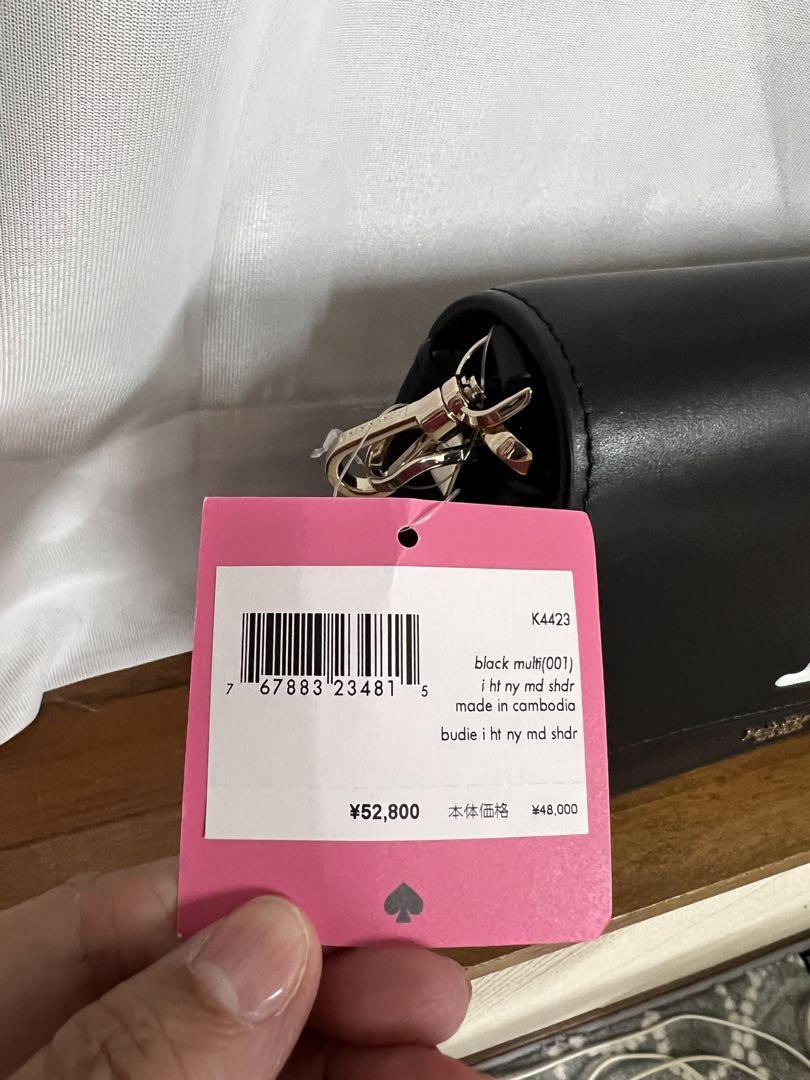 K4423
7 67883 23481 5
black multi(001)
i ht ny md shdr
made in cambodia
budie i ht ny md shdr
¥52,800 本体価格 ¥48,000